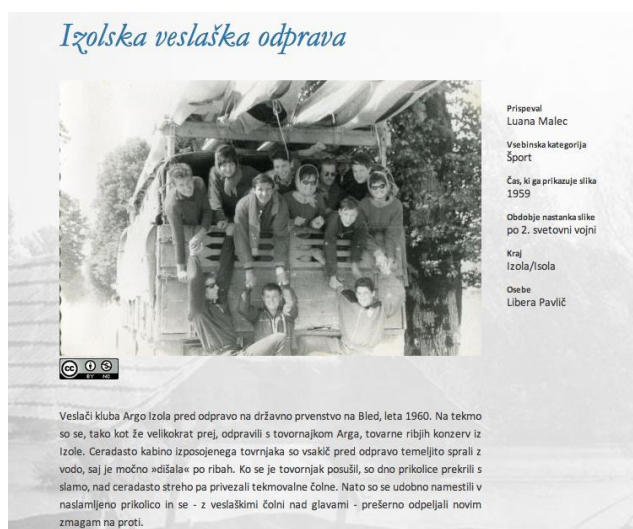 Izolska veslaška odprava
Prispeval
Luana Malec
Vsebinska kategorija
Šport
Čas, ki ga prikazuje slika
1959
Obdobje nastanka slike
po 2. svetovni vojni
Kraj
Izola/Isola
Osebe
Libera Pavlič
cc
BY NC
Veslači kluba Argo Izola pred odpravo na državno prvenstvo na Bled, leta 1960. Na tekmo
so se, tako kot že velikokrat prej, odpravili s tovornajkom Arga, tovarne ribjih konzerv iz
Izole. Ceradasto kabino izposojenega tovrnjaka so vsakič pred odpravo temeljito sprali z
vodo, saj je močno »dišala« po ribah. Ko se je tovornjak posušil, so dno prikolice prekrili s
slamo, nad ceradasto streho pa privezali tekmovalne čolne. Nato so se udobno namestili v
naslamljeno prikolico in se - z veslaškimi čolni nad glavami - prešerno odpeljali novim
zmagam na proti.